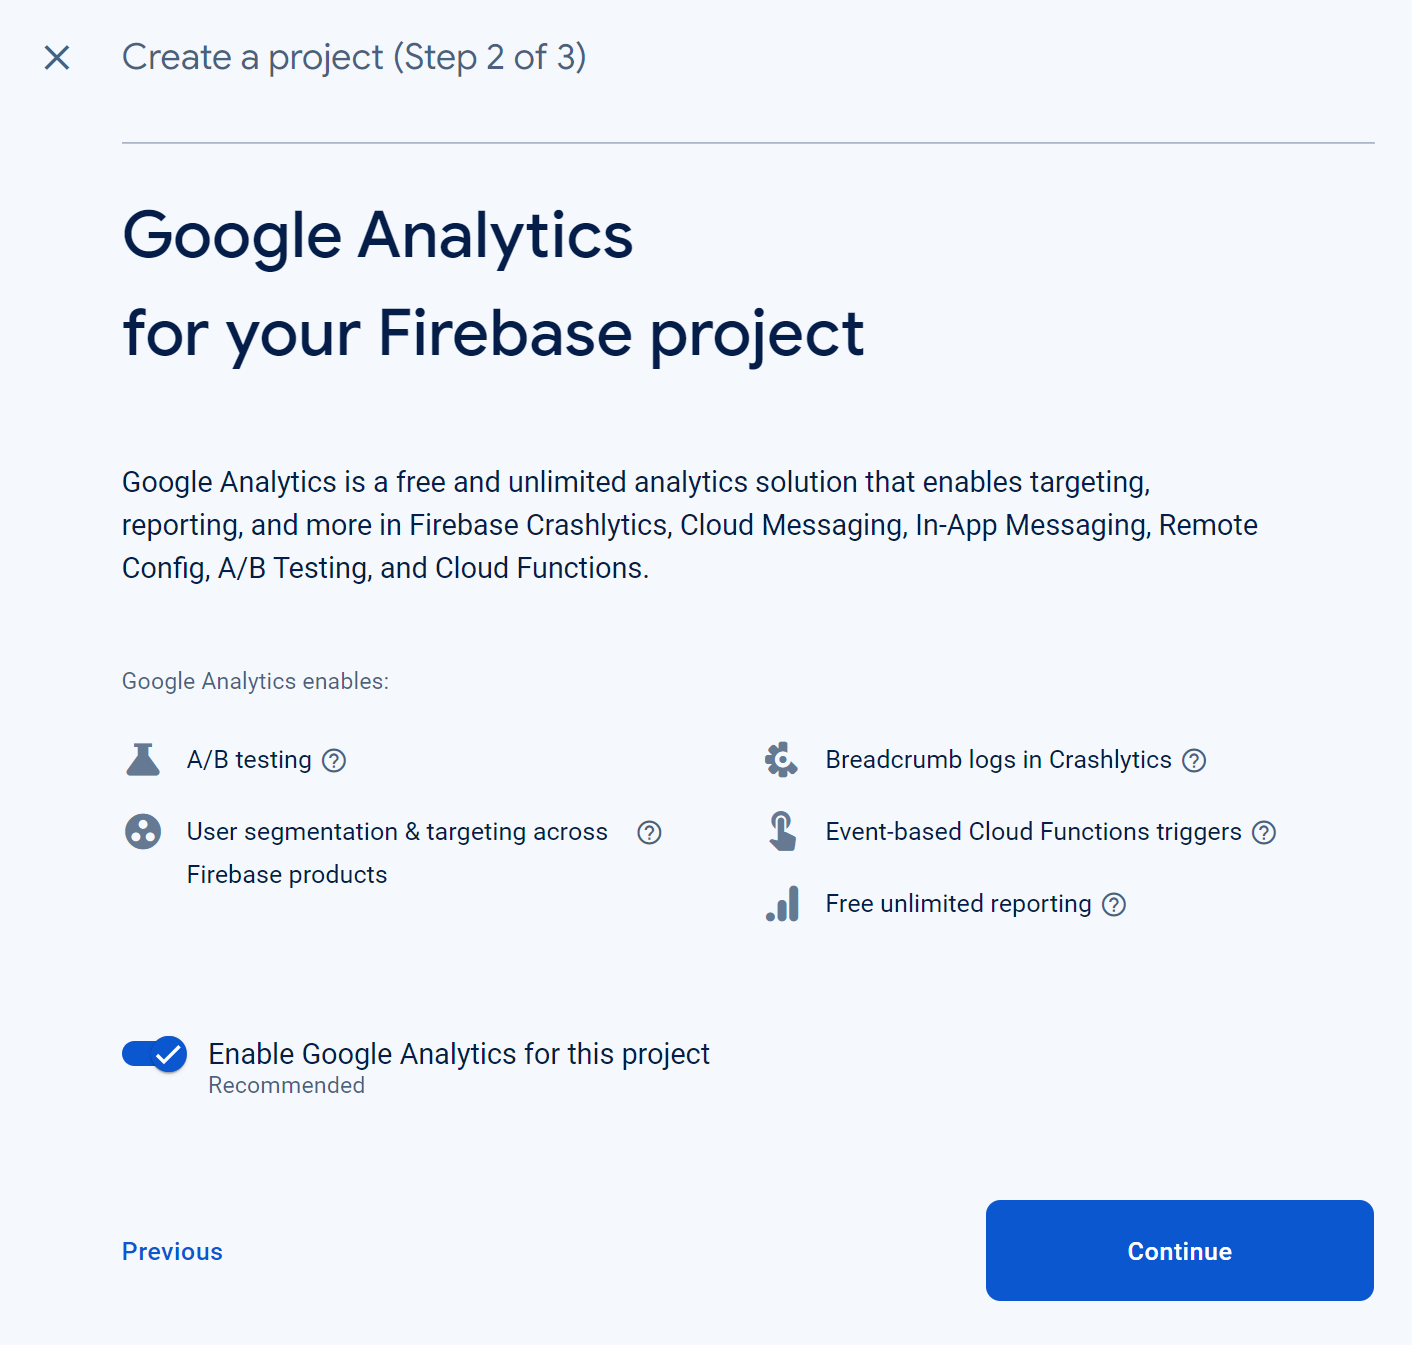 Create a project (Step 2 of 3)
Google Analytics
for your Firebase project
Google Analytics is a free and unlimited analytics solution that enables targeting,
reporting, and more in Firebase Crashlytics, Cloud Messaging, In-App Messaging, Remote
Config, A/B Testing, and Cloud Functions.
Google Analytics enables:
A/B testing
User segmentation & targeting across
Firebase products
Breadcrumb logs in Crashlytics
Event-based Cloud Functions triggers
Free unlimited reporting
Enable Google Analytics for this project
Recommended
Previous
Continue